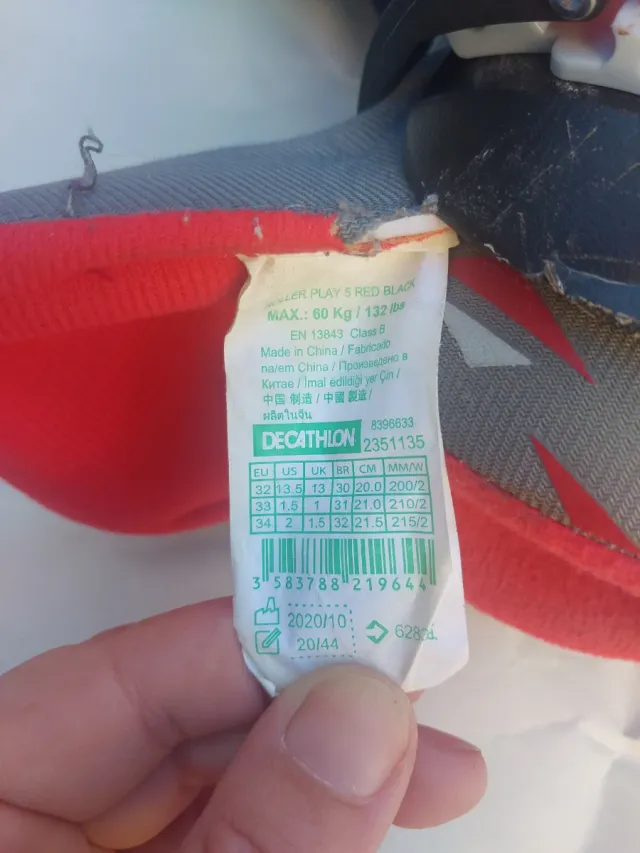 PLAY 5 RED BLACK
MAX.: 60 Kg / 132 lbs
EN 13843 Class B
Made in China / Fabricado
na/em China / Произведено в
Китае / İmal edildiği yer Çin /
中国 制造 / 中國 製造 /
ผลิตในจีน
DECATHLON 8396633
2351135
EU US UK BR CM MM/W
32 13.5 13 30 20.0 200/2
33 1.5 1 31 21.0 210/2
34 2 1.5 32 21.5 215/2
3 583788 219644
2020/10
20/44